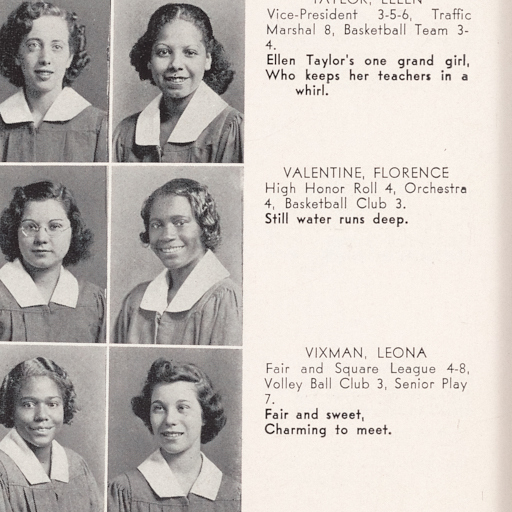 TAYLOR, ELLEN
Vice-President 3-5-6, Traffic
Marshal 8, Basketball Team 3-
4.
Ellen Taylor's one grand girl,
Who keeps her teachers in a
whirl.
VALENTINE, FLORENCE
High Honor Roll 4, Orchestra
4, Basketball Club 3.
Still water runs deep.
VIXMAN, LEONA
Fair and Square League 4-8,
Volley Ball Club 3, Senior Play
7.
Fair and sweet,
Charming to meet.